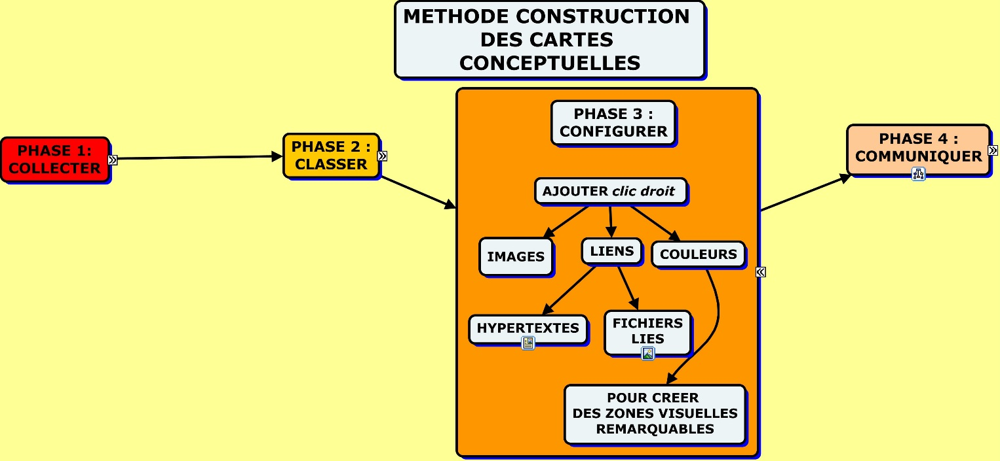 METHODE CONSTRUCTION
DES CARTES
CONCEPTUELLES
PHASE 1:
COLLECTER
PHASE 2 :
CLASSER
PHASE 3 :
CONFIGURER
AJOUTER clic droit
IMAGES
LIENS
COULEURS
HYPERTEXTES
FICHIERS
LIES
POUR CREER
DES ZONES VISUELLES
REMARQUABLES
PHASE 4 :
COMMUNIQUER